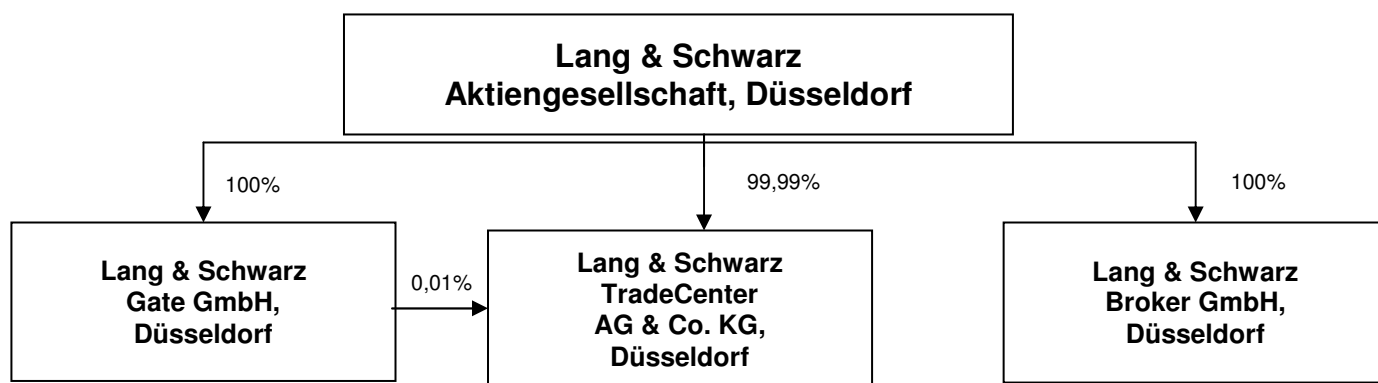 Lang & Schwarz
Aktiengesellschaft, Düsseldorf
100%
99,99%
100%
Lang & Schwarz
Gate GmbH,
Düsseldorf
0,01%
Lang & Schwarz
TradeCenter
AG & Co. KG,
Düsseldorf
Lang & Schwarz
Broker GmbH,
Düsseldorf